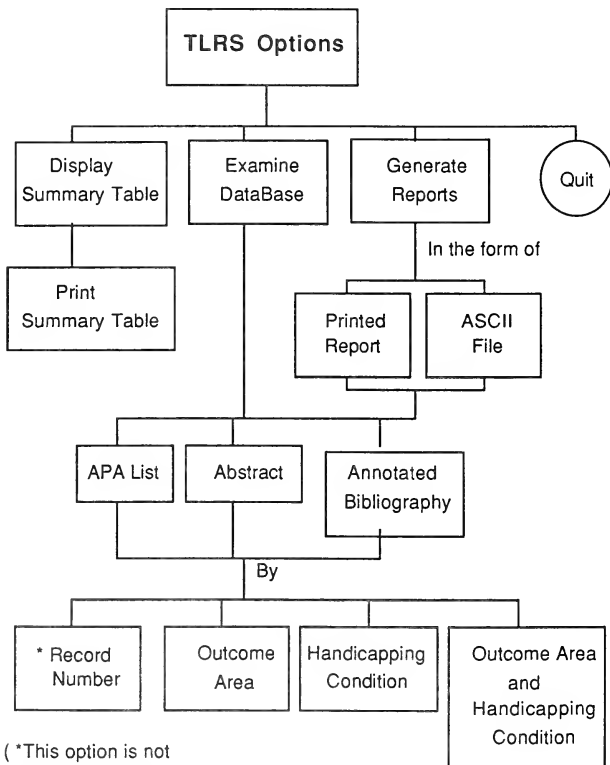 TLRS Options
Display
Summary Table
Examine
DataBase
Generate
Reports
Quit
In the form of
Print
Summary Table
Printed
Report
ASCII
File
APA List
Abstract
Annotated
Bibliography
By
* Record
Number
Outcome
Area
Handicapping
Condition
Outcome Area
and
Handicapping
Condition
( *This option is not